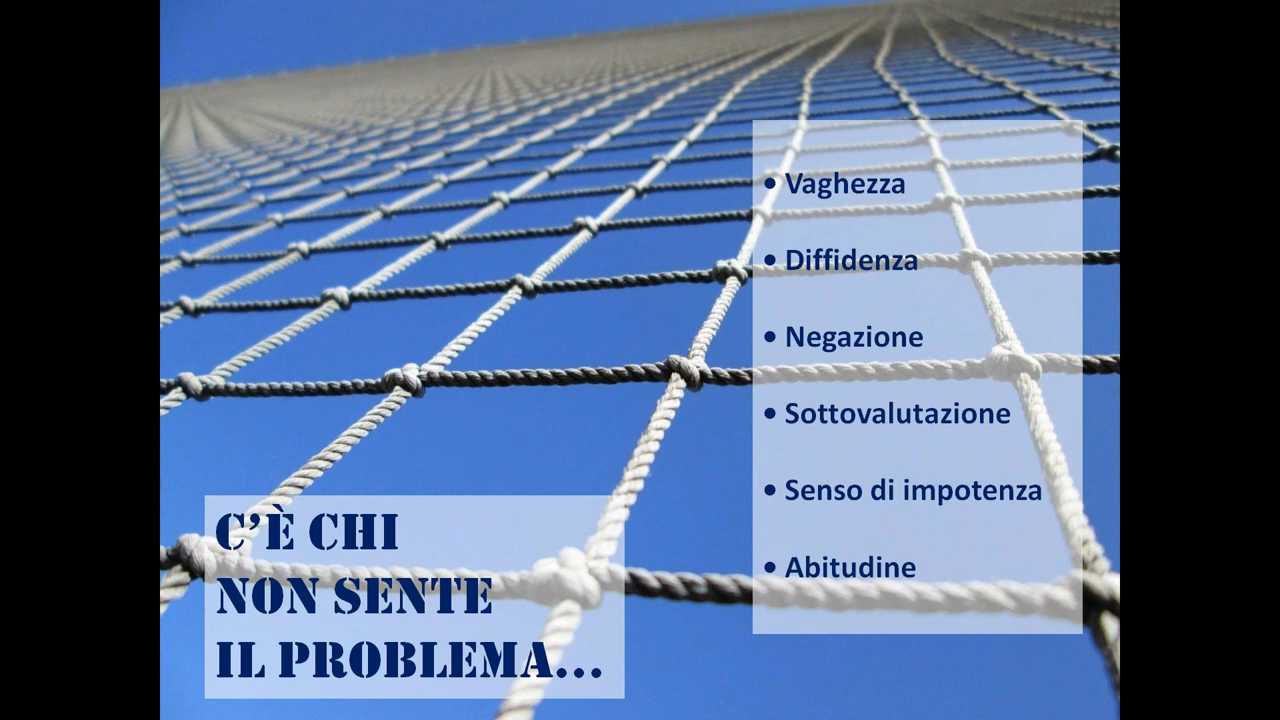 C'È CHI
NON SENTE
IL PROBLEMA...
• Vaghezza
• Diffidenza
• Negazione
• Sottovalutazione
• Senso di impotenza
• Abitudine